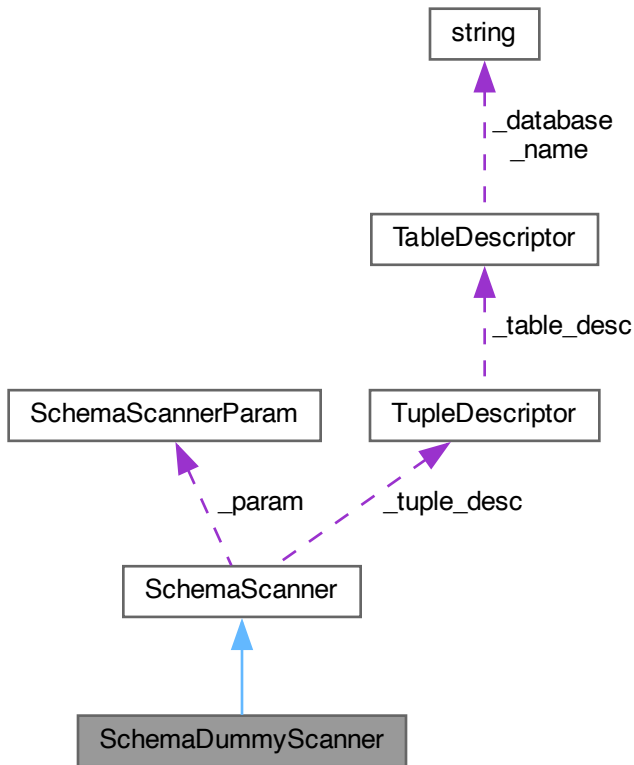 string
_database
_name
TableDescriptor
_table_desc
SchemaScannerParam
TupleDescriptor
_param
_tuple_desc
SchemaScanner
SchemaDummyScanner